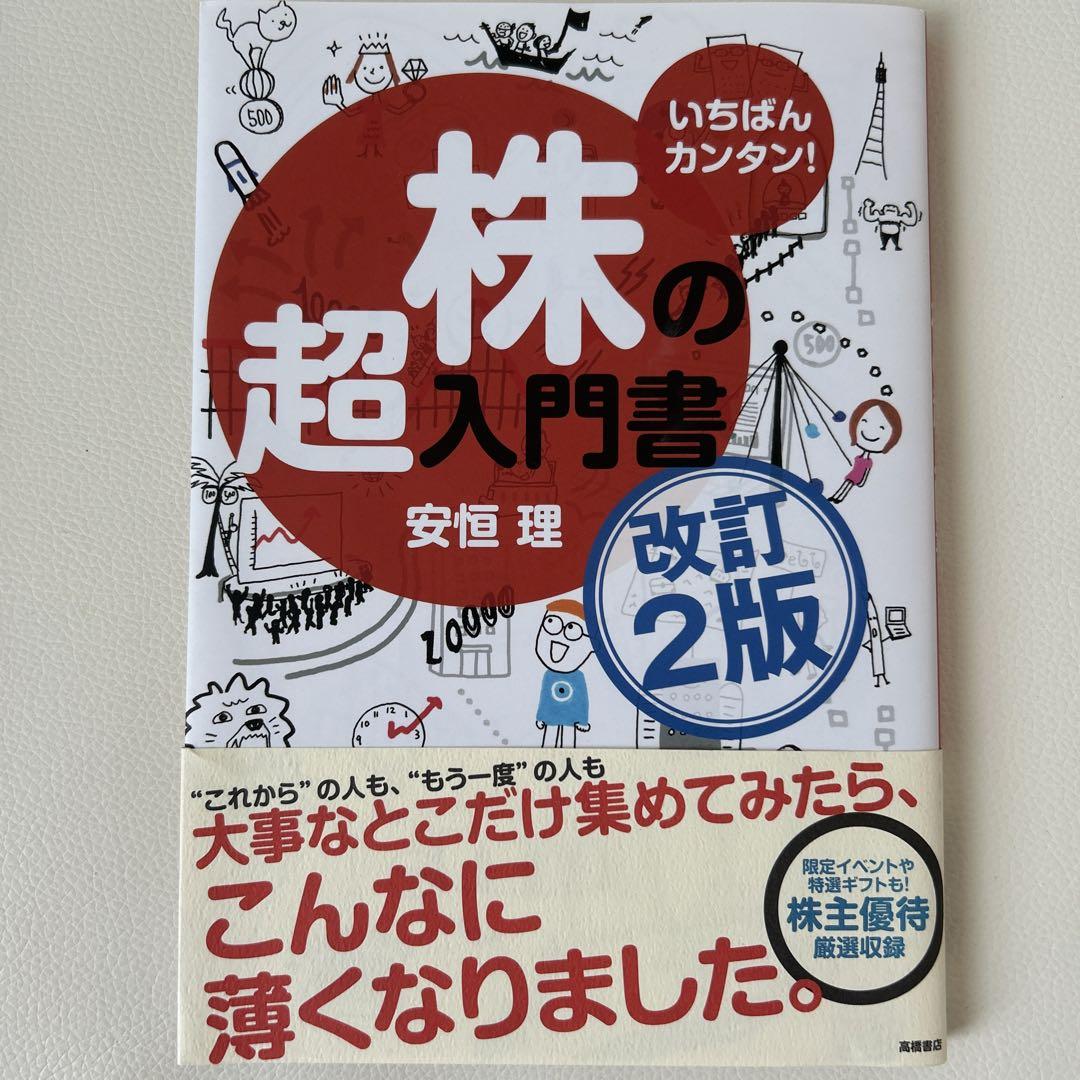 いちばん
カンタン!
株の
超入門書
安恒 理
改訂
2版
500
500
10000
"これから"の人も、"もう一度"の人も
大事なとこだけ集めてみたら、
こんなに
薄くなりました。
限定イベントや
特選ギフトも!
株主優待
厳選収録
高橋書店